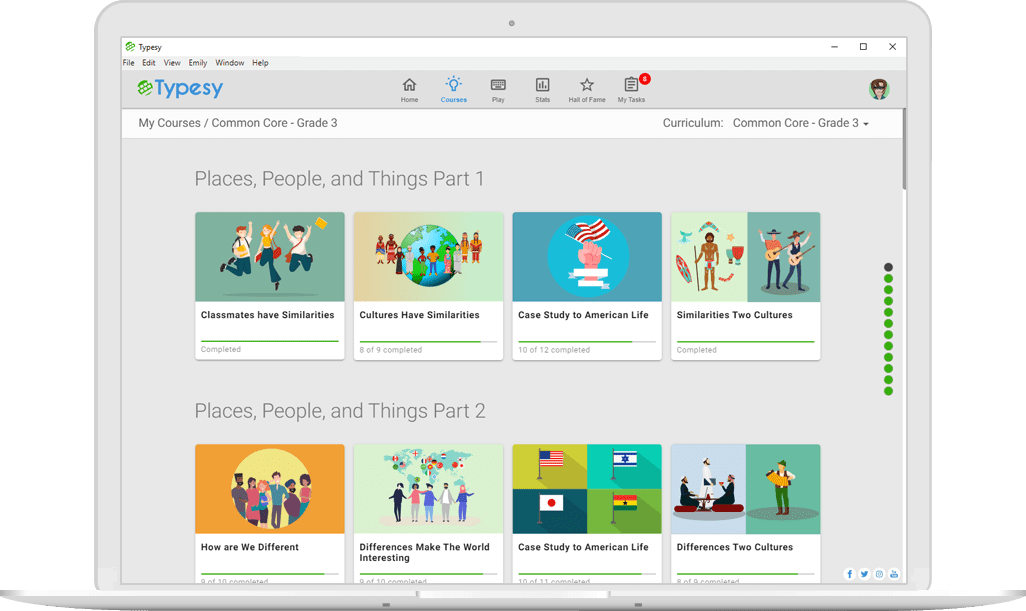 Typesy
File Edit View Emily Window Help
Typesy
Home Courses Play Stats Hall of Fame My Tasks 8
My Courses / Common Core - Grade 3 Curriculum: Common Core - Grade 3
Places, People, and Things Part 1
Classmates have Similarities Cultures Have Similarities Case Study to American Life Similarities Two Cultures
Completed 8 of 9 completed 10 of 12 completed Completed
Places, People, and Things Part 2
How are We Different Differences Make The World Case Study to American Life Differences Two Cultures
Interesting
9 of 10 completed 9 of 10 completed 10 of 11 completed 8 of 9 completed